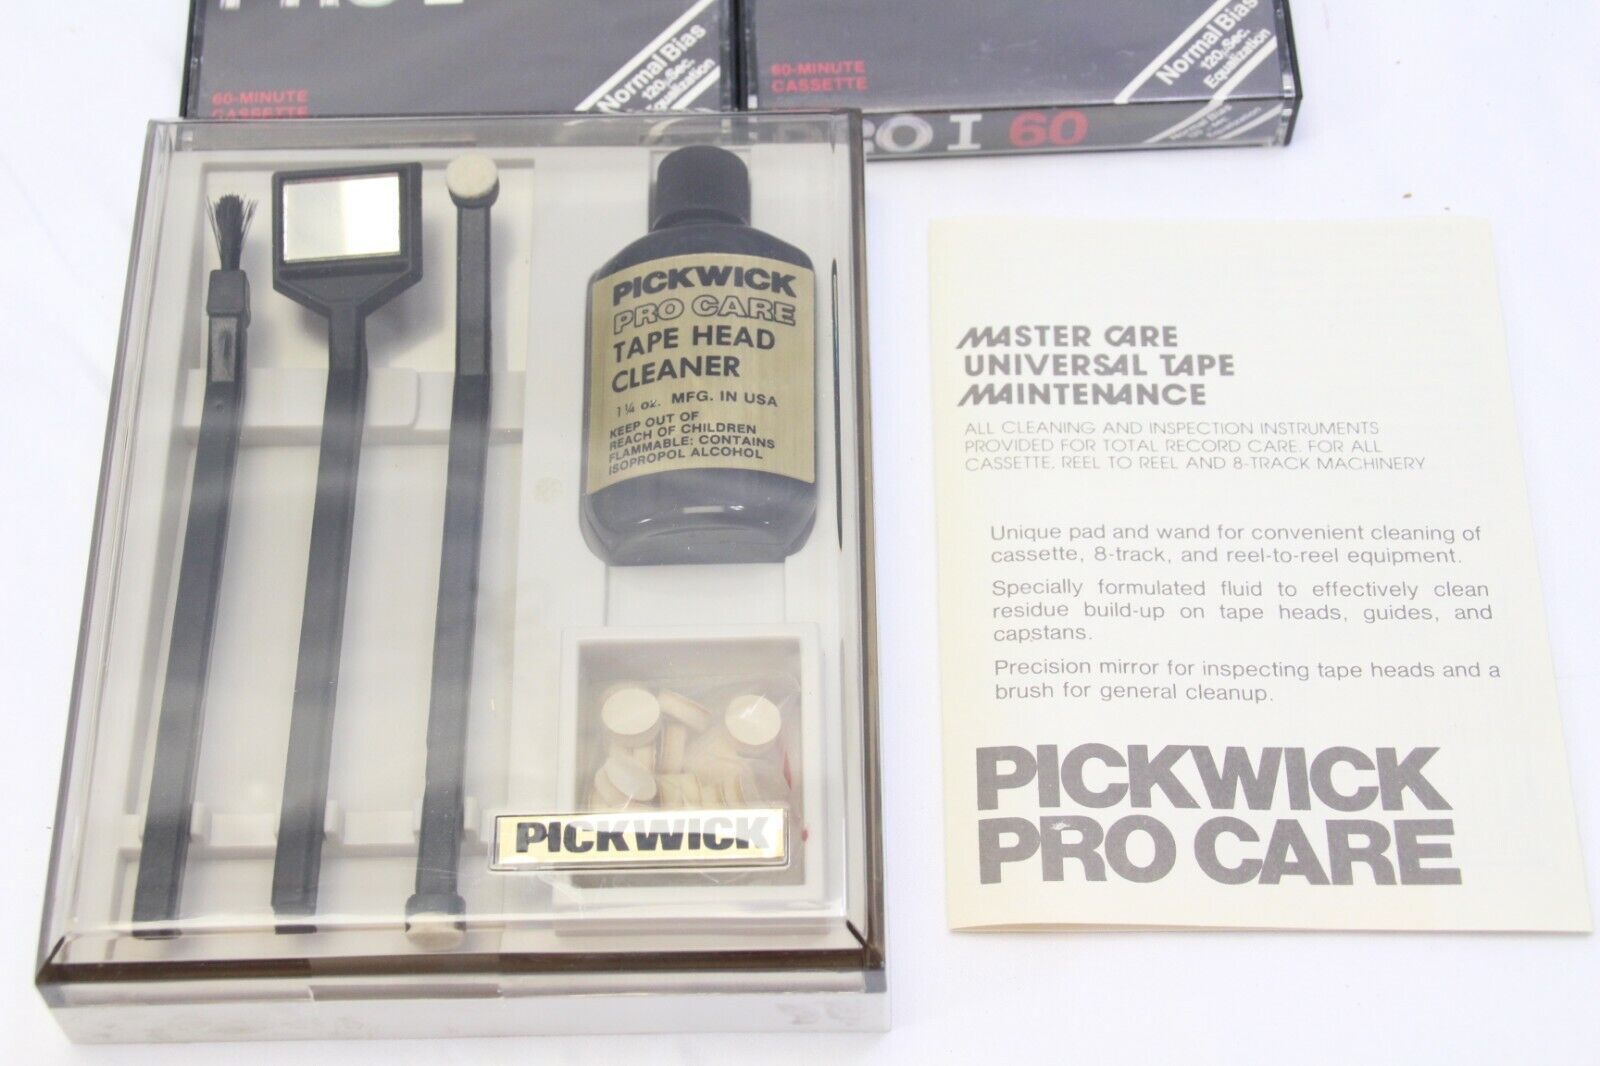 PRO I
60-MINUTE
CASSETTE
Normal Bias
120µSec.
Equalization
60-MINUTE
CASSETTE
Normal Bias
120µSec.
Equalization
PRO I 60
PICKWICK
PRO CARE
TAPE HEAD
CLEANER
1 ¼ oz. MFG. IN USA
KEEP OUT OF
REACH OF CHILDREN
FLAMMABLE: CONTAINS
ISOPROPOL ALCOHOL
PICKWICK
MASTER CARE
UNIVERSAL TAPE
MAINTENANCE
ALL CLEANING AND INSPECTION INSTRUMENTS
PROVIDED FOR TOTAL RECORD CARE. FOR ALL
CASSETTE, REEL TO REEL AND 8-TRACK MACHINERY
Unique pad and wand for convenient cleaning of
cassette, 8-track, and reel-to-reel equipment.
Specially formulated fluid to effectively clean
residue build-up on tape heads, guides, and
capstans.
Precision mirror for inspecting tape heads and a
brush for general cleanup.
PICKWICK
PRO CARE